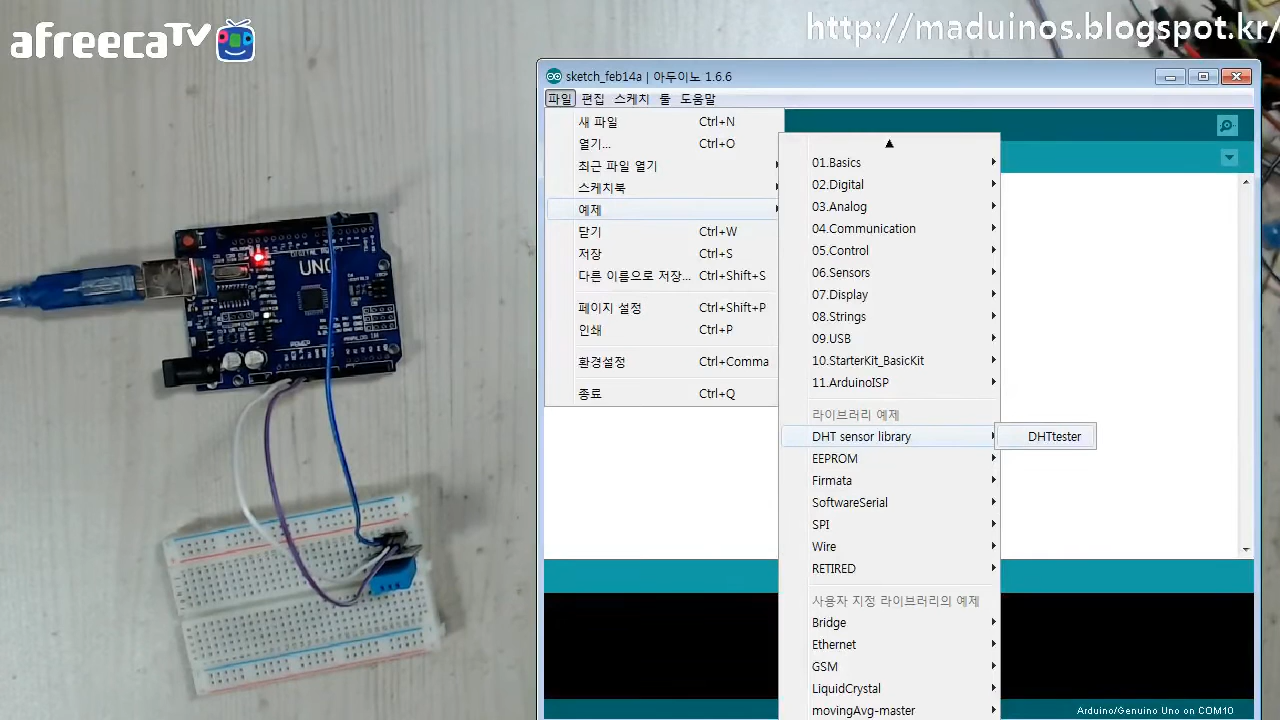 afreecaTV
http://maduinos.blogspot.kr/
sketch_feb14a | 아두이노 1.6.6
파일 편집 스케치 툴 도움말
새 파일 Ctrl+N
열기... Ctrl+O
최근 파일 열기
스케치북
예제
닫기 Ctrl+W
저장 Ctrl+S
다른 이름으로 저장... Ctrl+Shift+S
페이지 설정 Ctrl+Shift+P
인쇄 Ctrl+P
환경설정 Ctrl+Comma
종료 Ctrl+Q
01.Basics
02.Digital
03.Analog
04.Communication
05.Control
06.Sensors
07.Display
08.Strings
09.USB
10.StarterKit_BasicKit
11.ArduinoISP
라이브러리 예제
DHT sensor library
DHTtester
EEPROM
Firmata
SoftwareSerial
SPI
Wire
RETIRED
사용자 지정 라이브러리의 예제
Bridge
Ethernet
GSM
LiquidCrystal
movingAvg-master
Arduino/Genuino Uno on COM10
POWER